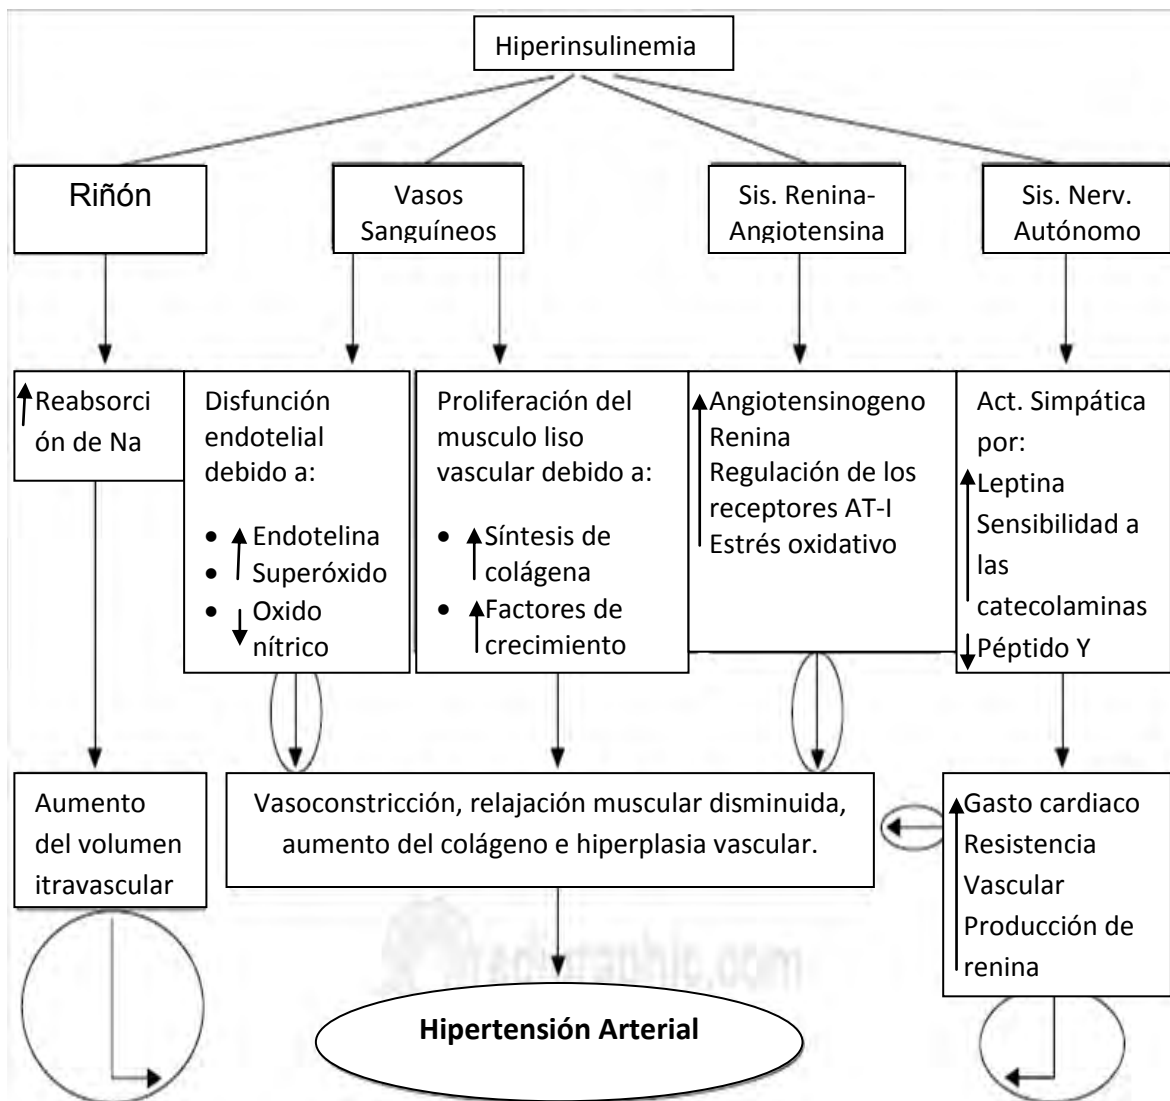 Hiperinsulinemia
Riñón
Vasos
Sanguíneos
Sis. Renina-
Angiotensina
Sis. Nerv.
Autónomo
Reabsorci
ón de Na
Disfunción
endotelial
debido a:
• Endotelina
• Superóxido
• Oxido
nítrico
Proliferación del
musculo liso
vascular debido a:
• Síntesis de
colágena
• Factores de
crecimiento
Angiotensinogeno
Renina
Regulación de los
receptores AT-I
Estrés oxidativo
Act. Simpática
por:
Leptina
Sensibilidad a
las
catecolaminas
Péptido Y
Aumento
del volumen
itravascular
Vasoconstricción, relajación muscular disminuida,
aumento del colágeno e hiperplasia vascular.
Gasto cardiaco
Resistencia
Vascular
Producción de
renina
Hipertensión Arterial